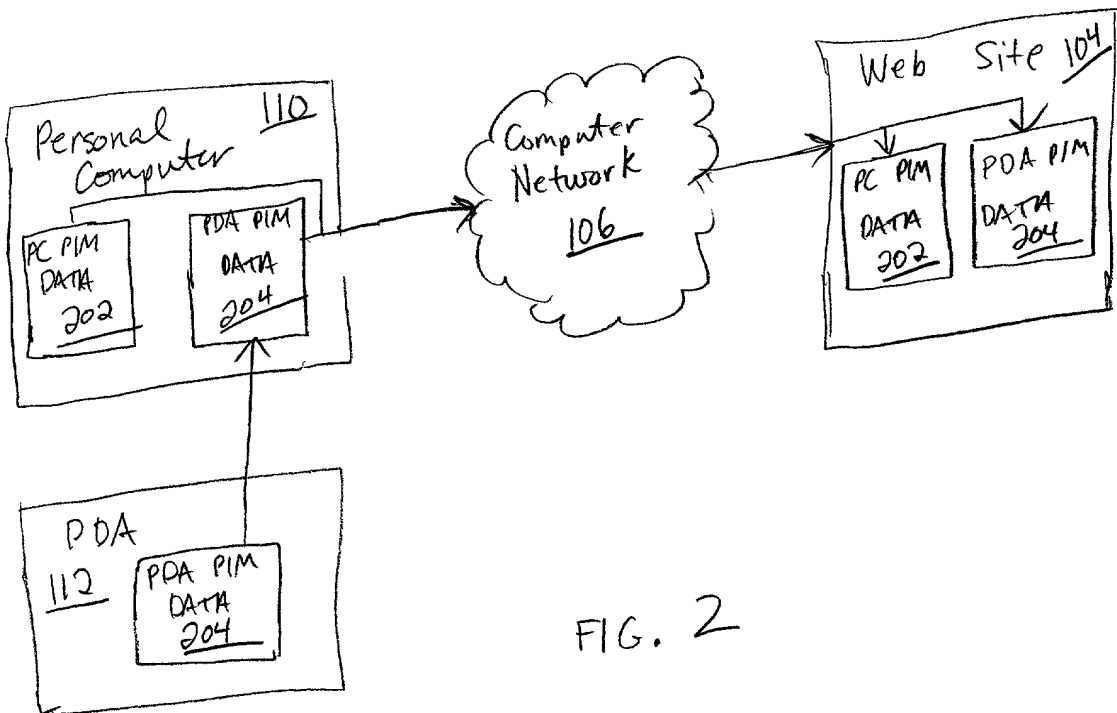 Personal 110
Computer
PC PIM
DATA
202
PDA PIM
DATA
204
Computer
Network
106
Web Site 104
PC PIM
DATA
202
PDA PIM
DATA
204
PDA
112
PDA PIM
DATA
204
FIG. 2